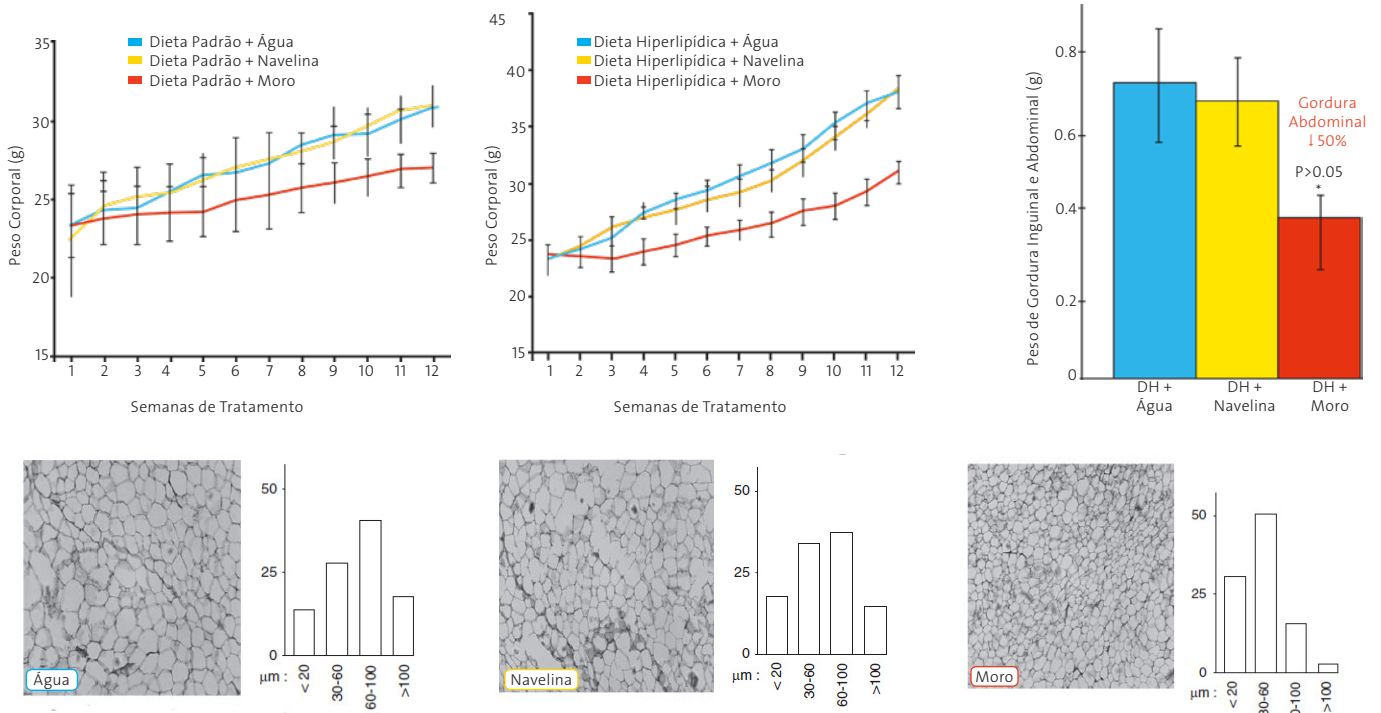 35
30
25
20
15
Peso Corporal (g)
Dieta Padrão + Água
Dieta Padrão + Navelina
Dieta Padrão + Moro
1 2 3 4 5 6 7 8 9 10 11 12
Semanas de Tratamento
45
40
35
30
25
20
15
Peso Corporal (g)
Dieta Hiperlipídica + Água
Dieta Hiperlipídica + Navelina
Dieta Hiperlipídica + Moro
1 2 3 4 5 6 7 8 9 10 11 12
Semanas de Tratamento
Peso de Gordura Inguinal e Abdominal (g)
0.8
0.6
0.4
0.2
0
Gordura
Abdominal
↓50%
P>0.05
*
DH +
Água
DH +
Navelina
DH +
Moro
Água
50
25
0
µm :
< 20
30-60
60-100
>100
Navelina
50
25
0
µm :
< 20
30-60
60-100
>100
Moro
50
25
0
µm :
< 20
>100